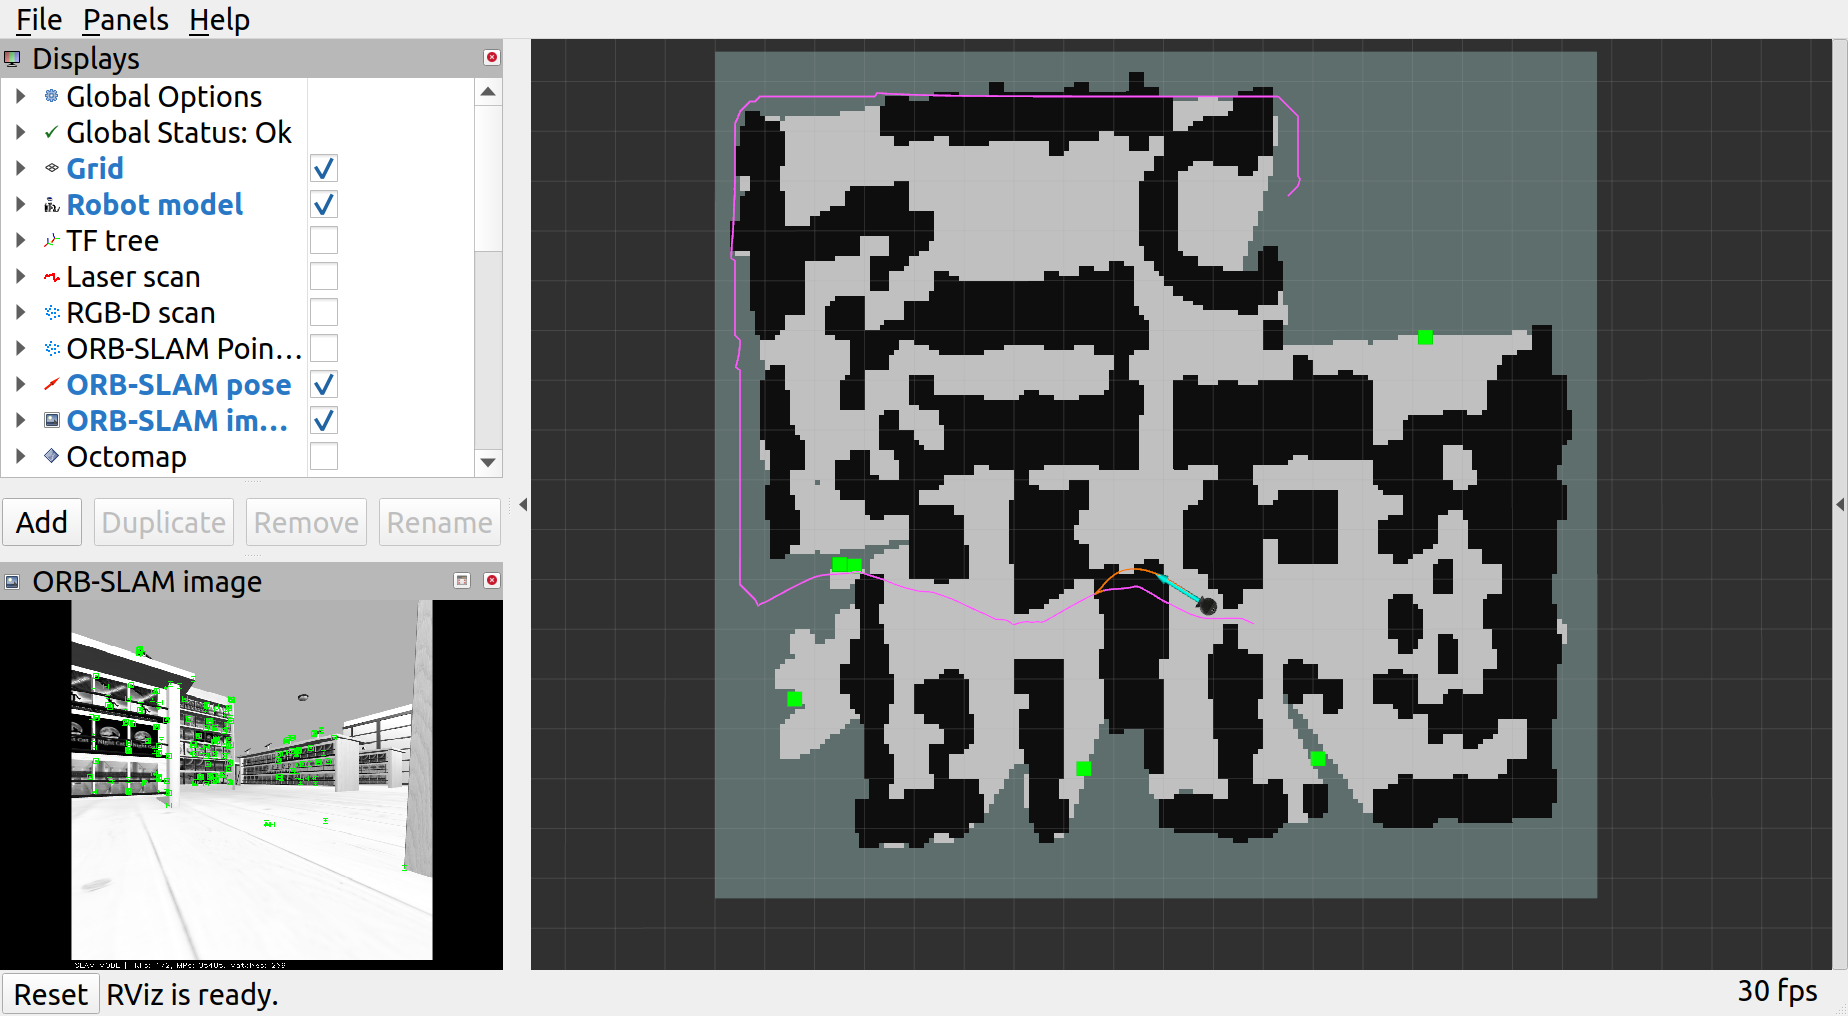 File Panels Help
Displays
Global Options
Global Status: Ok
Grid
Robot model
TF tree
Laser scan
RGB-D scan
ORB-SLAM Poin...
ORB-SLAM pose
ORB-SLAM im...
Octomap
Add Duplicate Remove Rename
ORB-SLAM image
SLAM MODE |
Reset RViz is ready.
30 fps